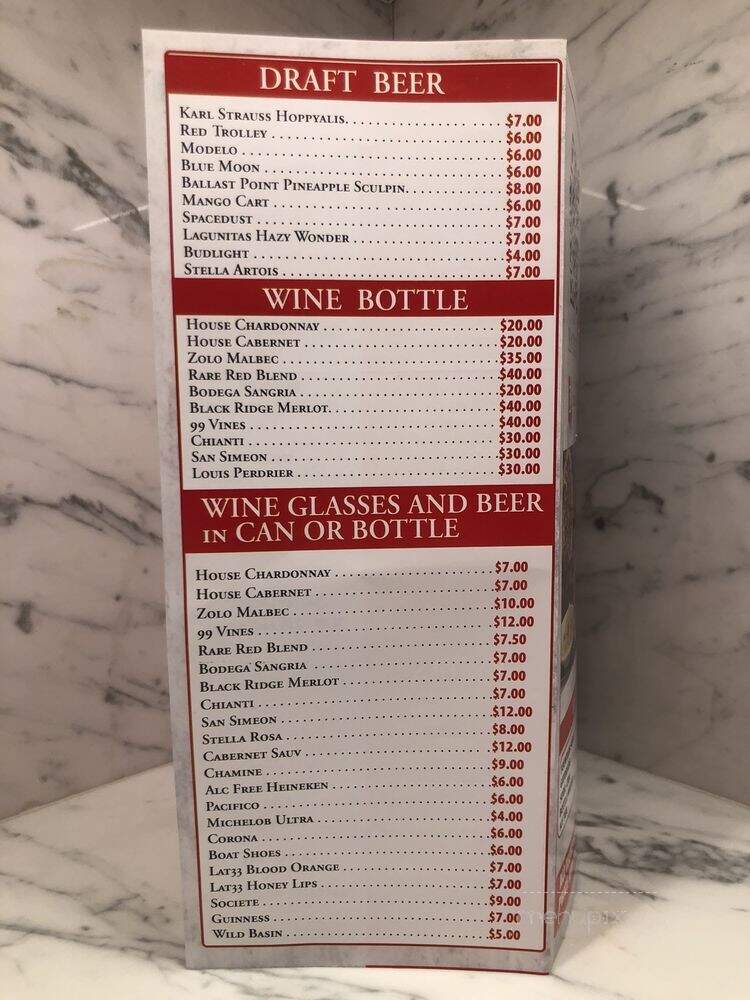 DRAFT BEER
KARL STRAUSS HOPPYALIS. $7.00
RED TROLLEY $6.00
MODELO $6.00
BLUE MOON $6.00
BALLAST POINT PINEAPPLE SCULPIN. $8.00
MANGO CART $6.00
SPACEDUST $7.00
LAGUNITAS HAZY WONDER $7.00
BUDLIGHT $4.00
STELLA ARTOIS $7.00
WINE BOTTLE
HOUSE CHARDONNAY $20.00
HOUSE CABERNET $20.00
ZOLO MALBEC $35.00
RARE RED BLEND $40.00
BODEGA SANGRIA $20.00
BLACK RIDGE MERLOT. $40.00
99 VINES $40.00
CHIANTI $30.00
SAN SIMEON $30.00
LOUIS PERDRIER $30.00
WINE GLASSES AND BEER
IN CAN OR BOTTLE
HOUSE CHARDONNAY $7.00
HOUSE CABERNET $7.00
ZOLO MALBEC $10.00
99 VINES $12.00
RARE RED BLEND $7.50
BODEGA SANGRIA $7.00
BLACK RIDGE MERLOT $7.00
CHIANTI $7.00
SAN SIMEON $12.00
STELLA ROSA $8.00
CABERNET SAUV $12.00
CHAMINE $9.00
ALC FREE HEINEKEN $6.00
PACIFICO $6.00
MICHELOB ULTRA $4.00
CORONA $6.00
BOAT SHOES $6.00
LAT33 BLOOD ORANGE $7.00
LAT33 HONEY LIPS $7.00
SOCIETE $9.00
GUINNESS $7.00
WILD BASIN $5.00